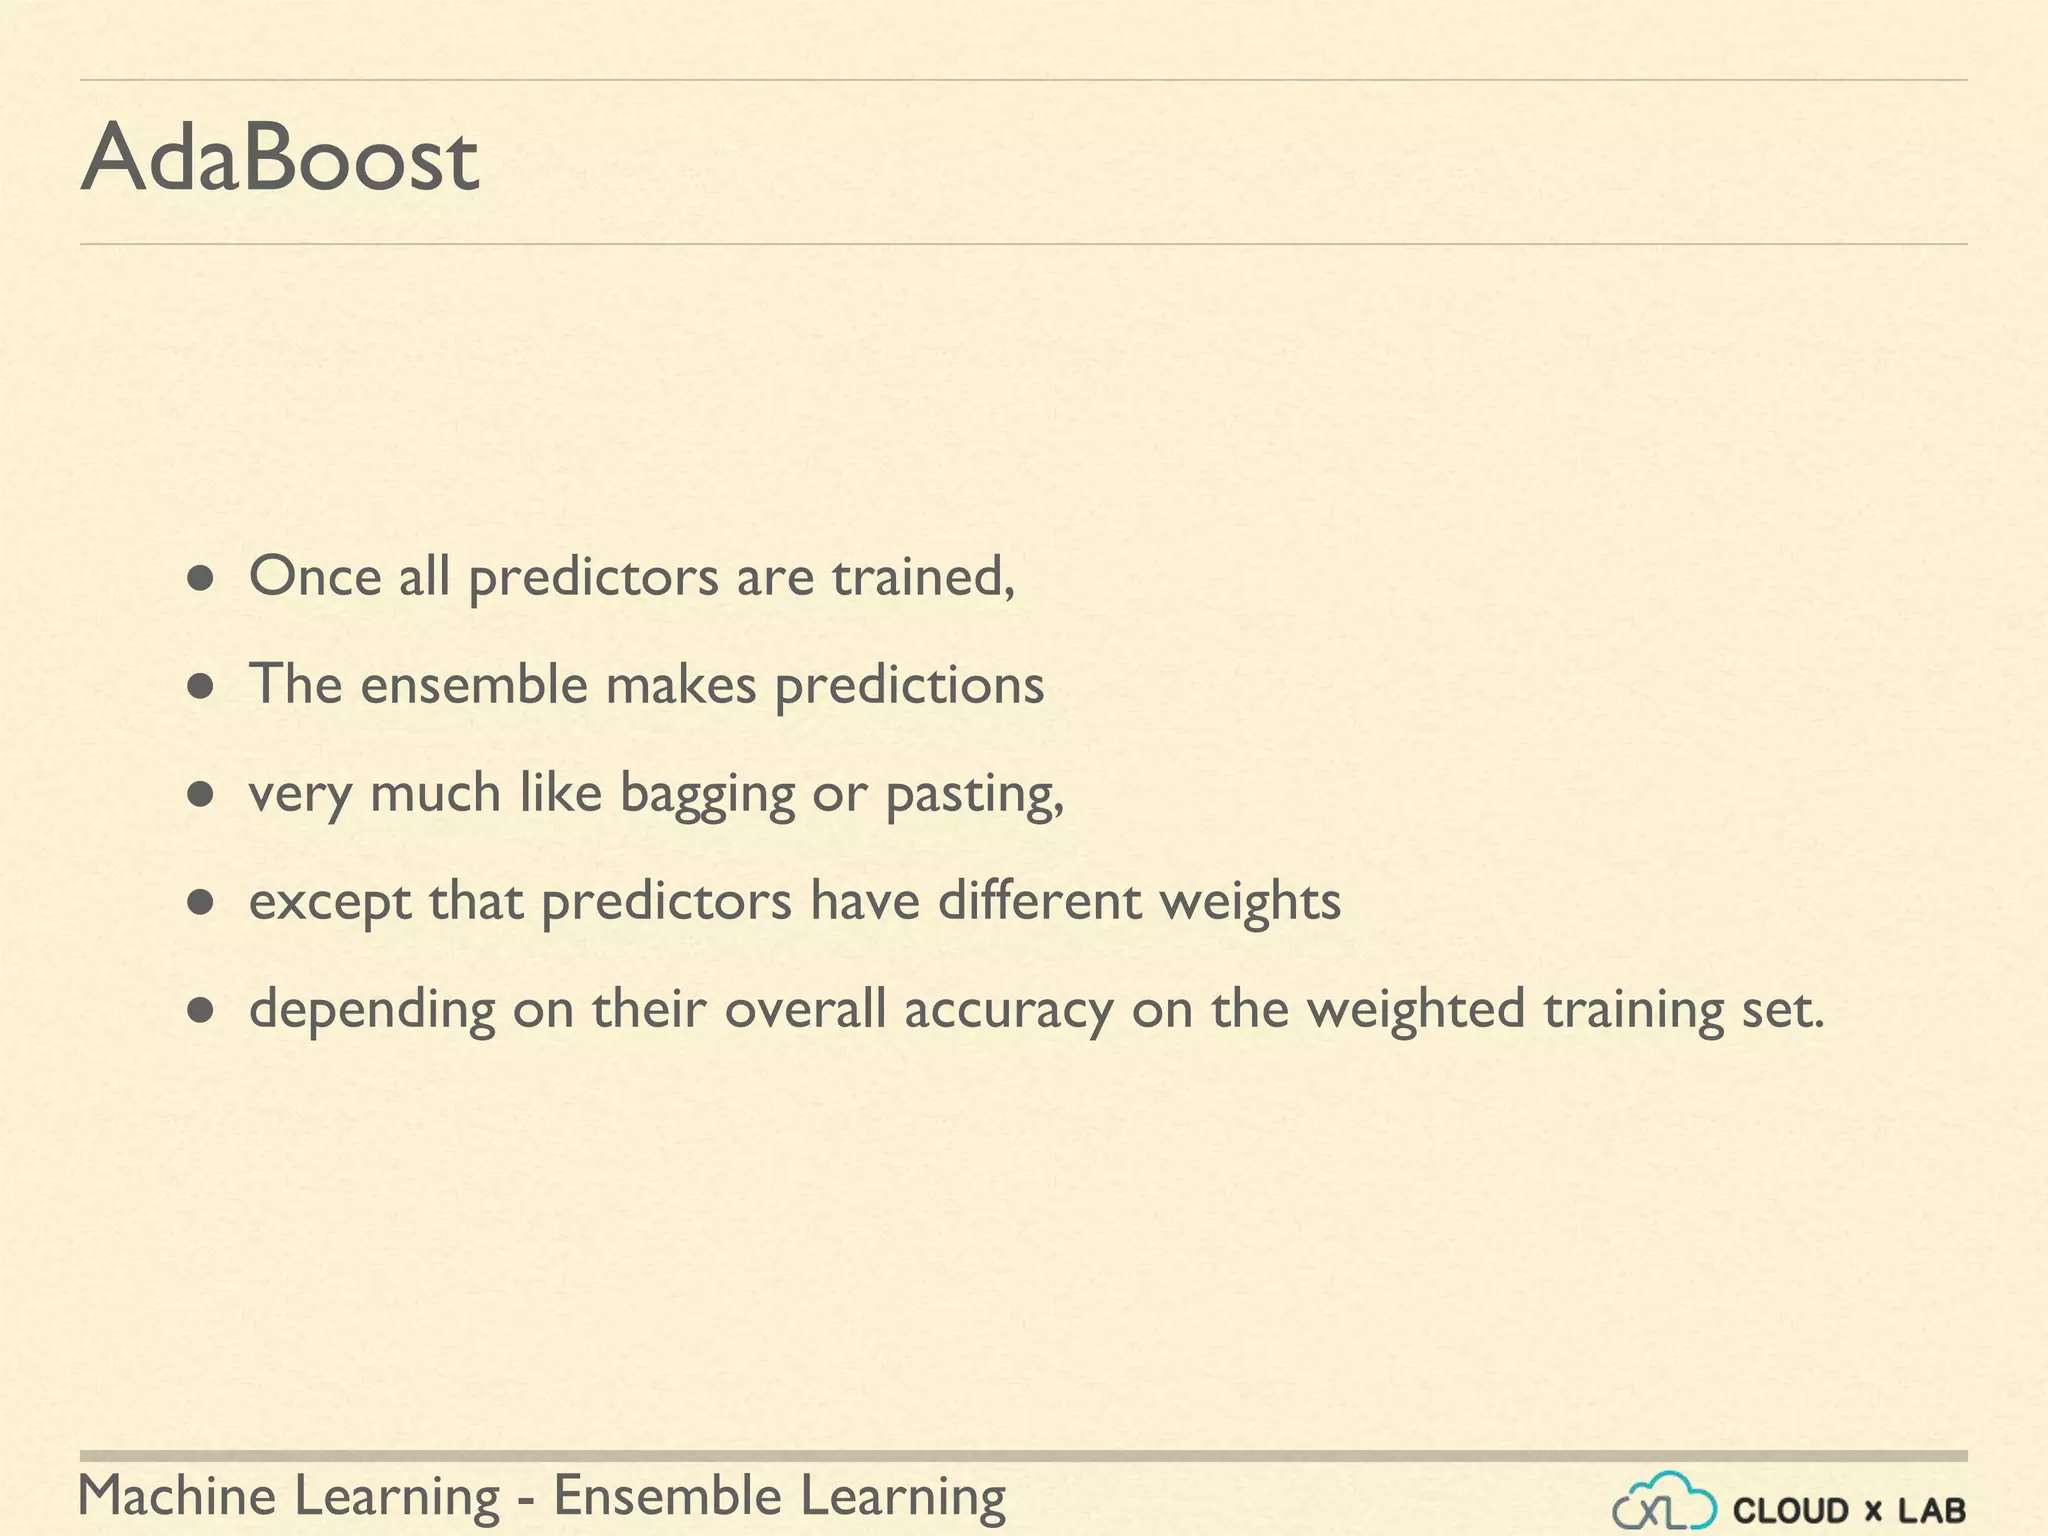 AdaBoost
● Once all predictors are trained,
● The ensemble makes predictions
● very much like bagging or pasting,
● except that predictors have different weights
● depending on their overall accuracy on the weighted training set.
Machine Learning - Ensemble Learning
CXL CLOUD x LAB